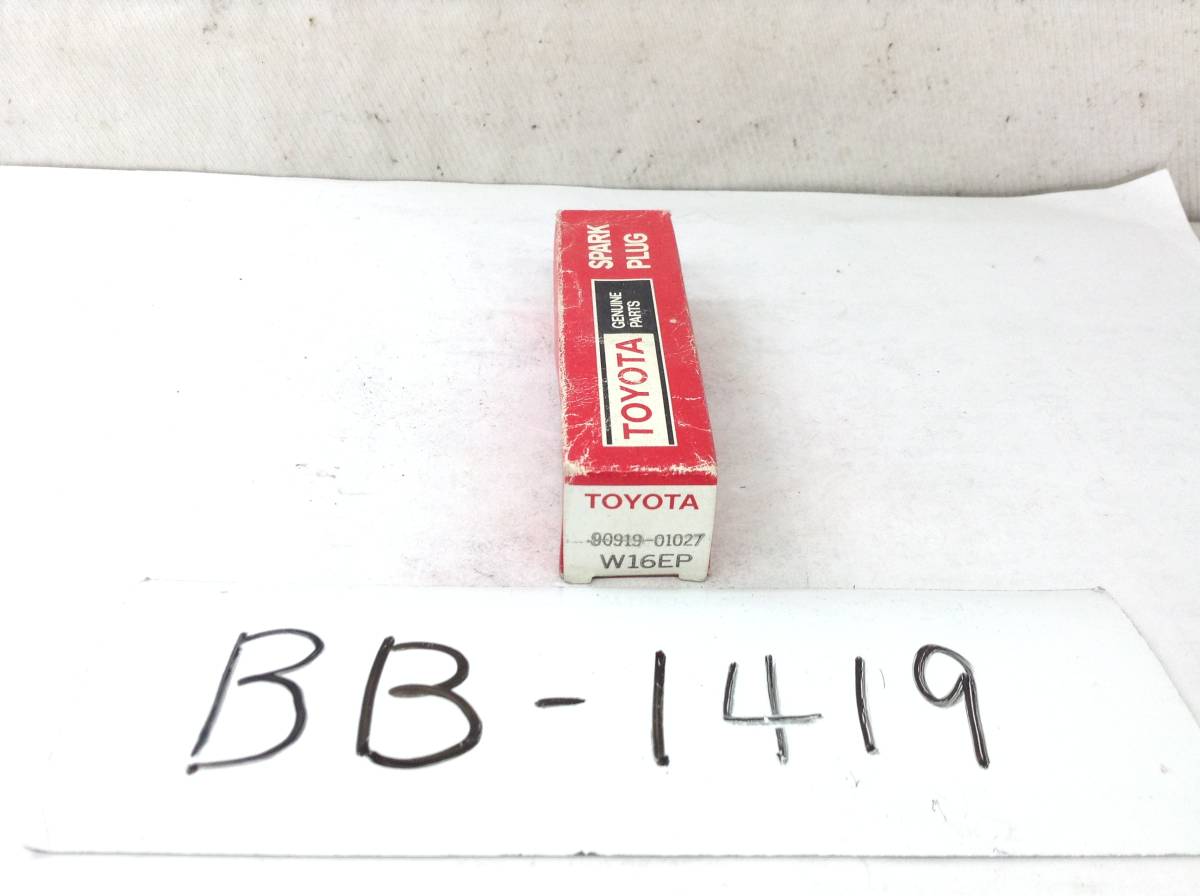 SPARK
PLUG
TOYOTA GENUINE
PARTS
TOYOTA
90919-01027
W16EP
BB-1419